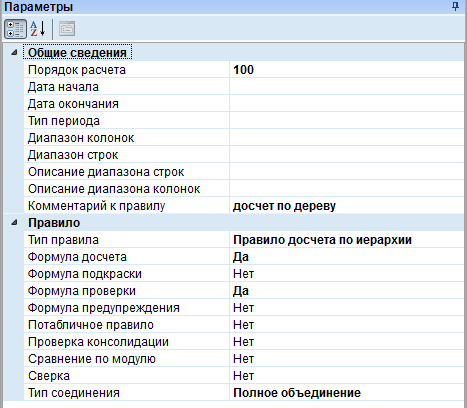 Параметры
Общие сведения
Порядок расчета 100
Дата начала
Дата окончания
Тип периода
Диапазон колонок
Диапазон строк
Описание диапазона строк
Описание диапазона колонок
Комментарий к правилу досчет по дереву
Правило
Тип правила Правило досчета по иерархии
Формула досчета Да
Формула подкраски Нет
Формула проверки Да
Формула предупреждения Нет
Потабличное правило Нет
Проверка консолидации Нет
Сравнение по модулю Нет
Сверка Нет
Тип соединения Полное объединение